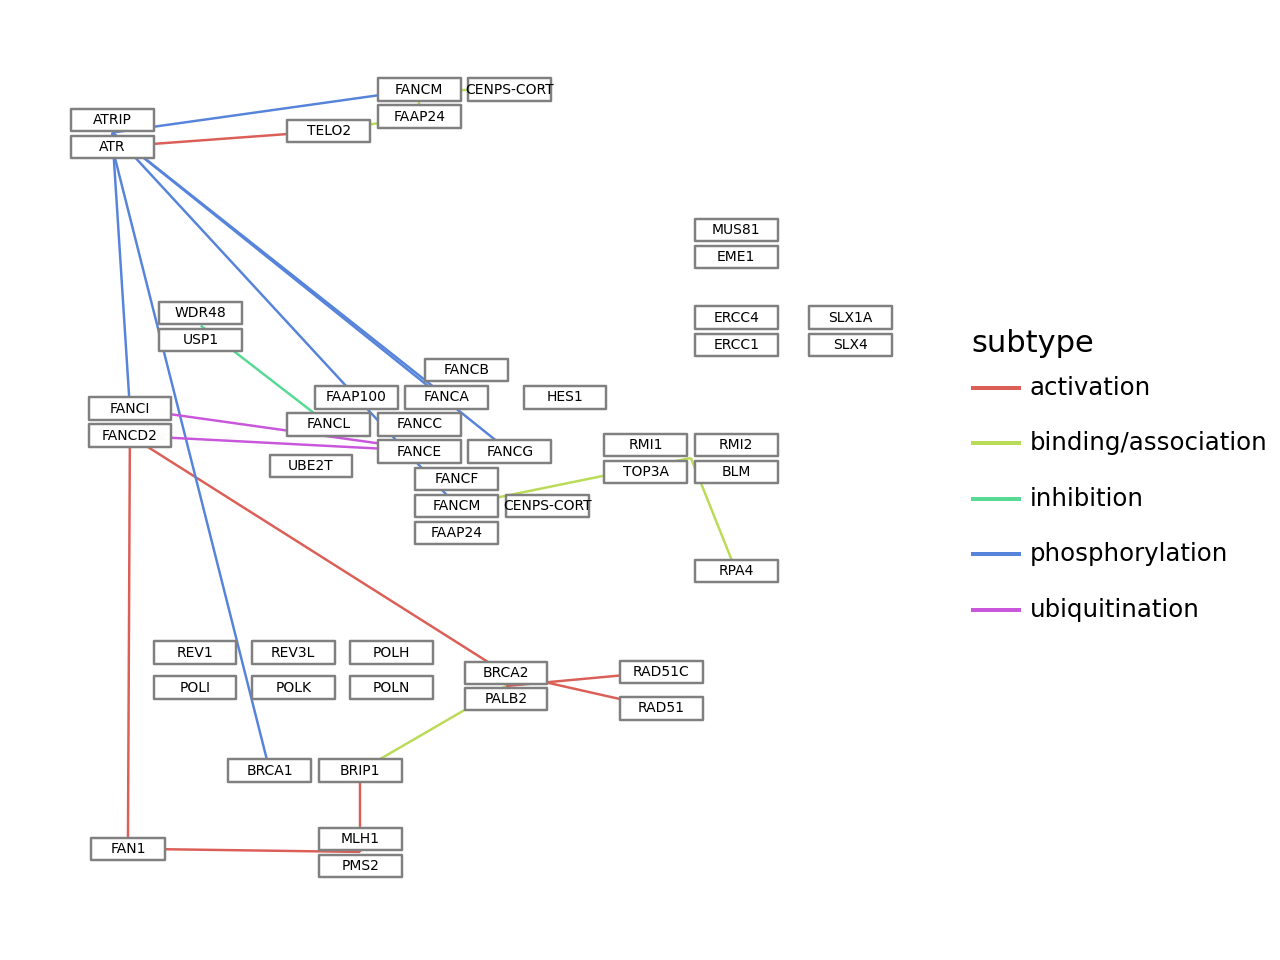 FANCM CENPS-CORT
ATRIP FAAP24
TELO2
ATR
MUS81
EME1
WDR48 ERCC4 SLX1A
USP1 ERCC1 SLX4
subtype
FANCB
activation
FAAP100 FANCA HES1
FANCI
FANCL FANCC
FANCD2 binding/association
RMI1 RMI2
FANCE FANCG
UBE2T TOP3A BLM
FANCF
inhibition
FANCM CENPS-CORT
FAAP24
phosphorylation
RPA4
ubiquitination
REV1 REV3L POLH
BRCA2 RAD51C
POLI POLK POLN
PALB2 RAD51
BRCA1 BRIP1
MLH1
FAN1
PMS2